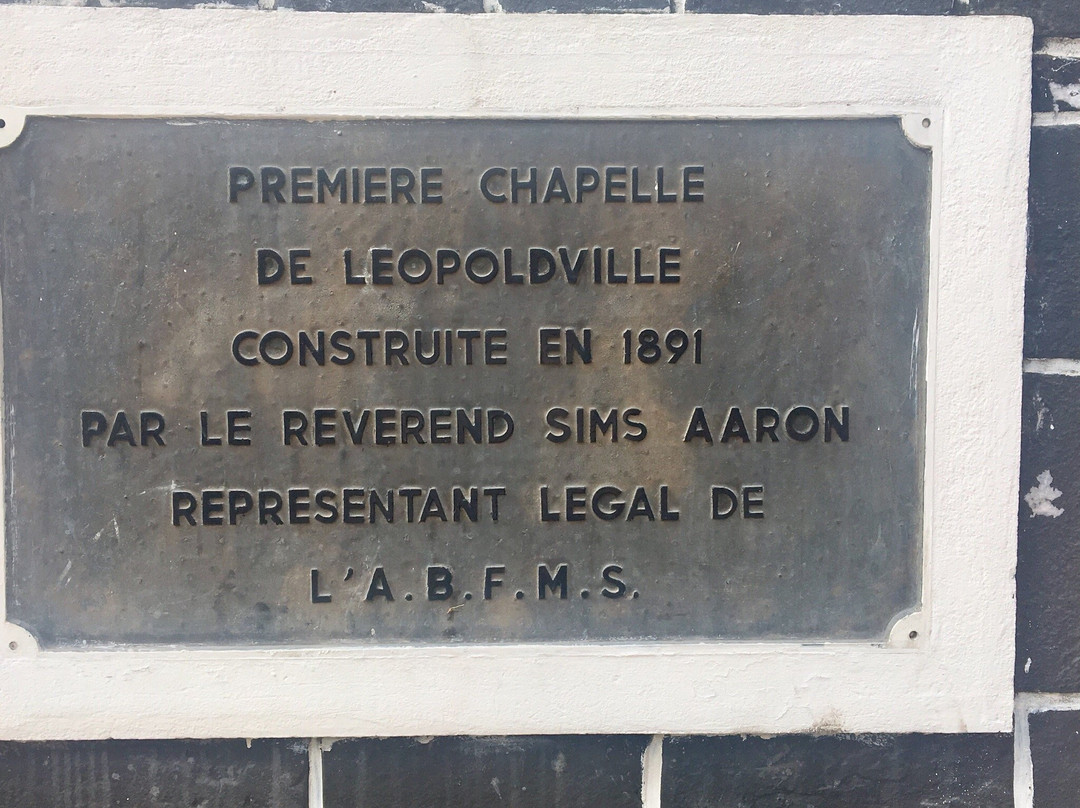 PREMIERE CHAPELLE
DE LEOPOLDVILLE
CONSTRUITE EN 1891
PAR LE REVEREND SIMS AARON
REPRESENTANT LEGAL DE
L'A.B.F.M.S.